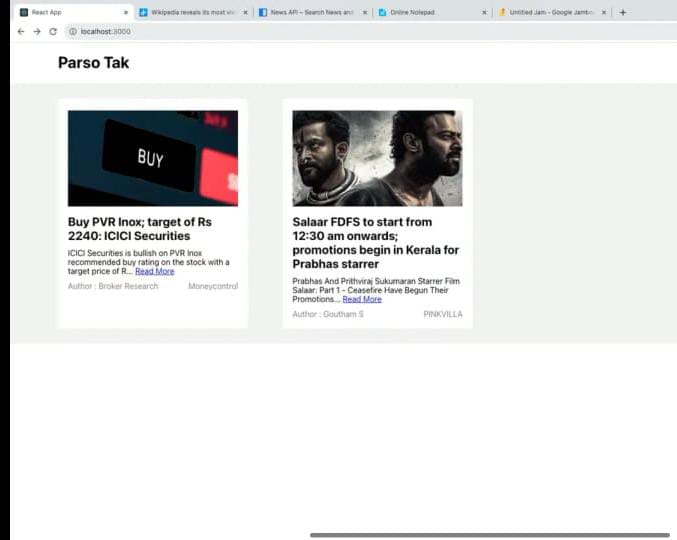 React App
Wikipedia reveals its most
News API – Search News and
Online Notepad
Untitled Jam - Google Jamb
localhost:3000
Parso Tak
BUY
Buy PVR Inox; target of Rs
2240: ICICI Securities
ICICI Securities is bullish on PVR Inox
recommended buy rating on the stock with a
target price of R... Read More
Author : Broker Research Moneycontrol
Salaar FDFS to start from
12:30 am onwards;
promotions begin in Kerala for
Prabhas starrer
Prabhas And Prithviraj Sukumaran Starrer Film
Salaar: Part 1 - Ceasefire Have Begun Their
Promotions... Read More
Author : Goutham S PINKVILLA